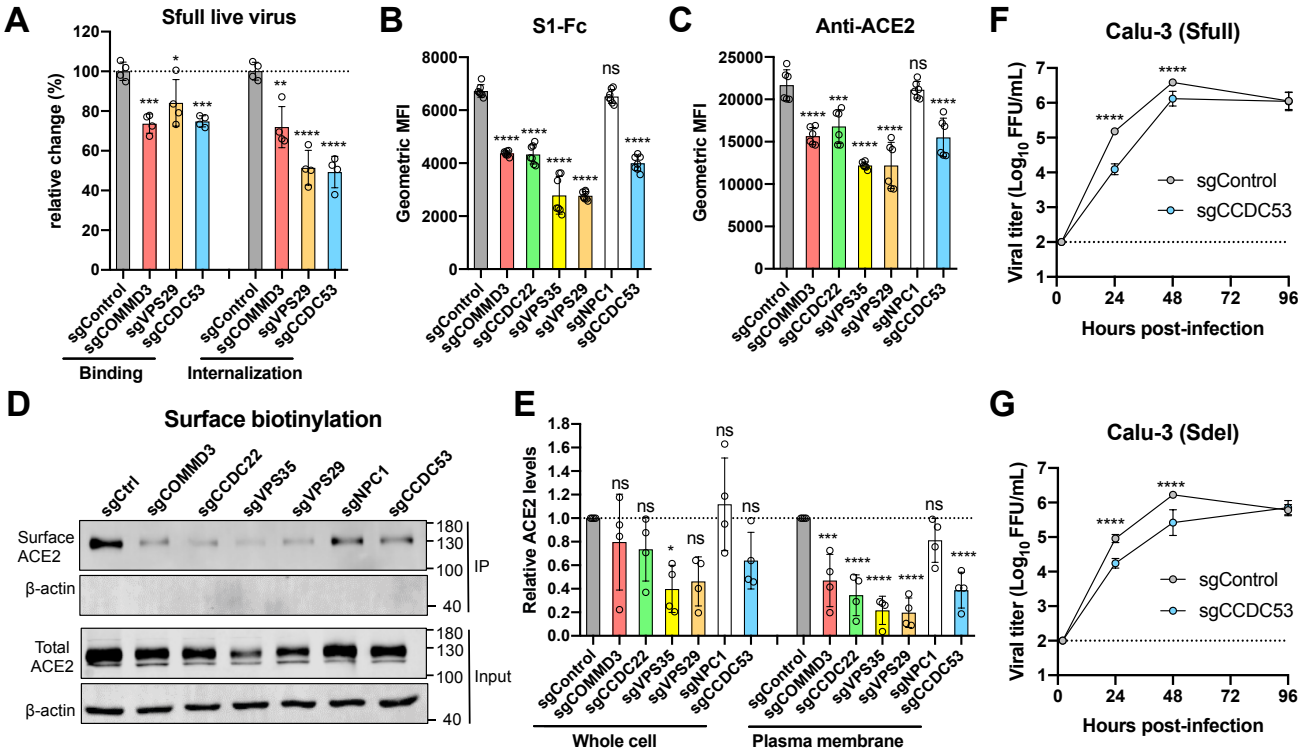 A
Sfull live virus
relative change (%)
120
100
80
60
40
20
0
***
*
***
**
****
****
sgControl
sgCOMMD3
sgVPS29
sgCCDC53
sgControl
sgCOMMD3
sgVPS29
sgCCDC53
Binding
Internalization
B
S1-Fc
Geometric MFI
8000
6000
4000
2000
0
****
****
****
****
ns
****
sgControl
sgCOMMD3
sgCCDC22
sgVPS35
sgVPS29
sgNPC1
sgCCDC53
C
Anti-ACE2
Geometric MFI
25000
20000
15000
10000
5000
0
****
***
****
****
ns
****
sgControl
sgCOMMD3
sgCCDC22
sgVPS35
sgVPS29
sgNPC1
sgCCDC53
F
Calu-3 (Sfull)
Viral titer (Log10 FFU/mL)
7
6
5
4
3
2
1
****
****
sgControl
sgCCDC53
0
24
48
72
96
Hours post-infection
D
Surface biotinylation
sgCtrl
sgCOMMD3
sgCCDC22
sgVPS35
sgVPS29
sgNPC1
sgCCDC53
Surface
ACE2
180
130
100
β-actin
40
IP
Total
ACE2
180
130
100
β-actin
40
Input
E
Relative ACE2 levels
1.8
1.6
1.4
1.2
1.0
0.8
0.6
0.4
0.2
0.0
ns
ns
*
ns
ns
ns
***
****
****
****
ns
****
sgControl
sgCOMMD3
sgCCDC22
sgVPS35
sgVPS29
sgNPC1
sgCCDC53
sgControl
sgCOMMD3
sgCCDC22
sgVPS35
sgVPS29
sgNPC1
sgCCDC53
Whole cell
Plasma membrane
G
Calu-3 (Sdel)
Viral titer (Log10 FFU/mL)
7
6
5
4
3
2
1
****
****
sgControl
sgCCDC53
0
24
48
72
96
Hours post-infection